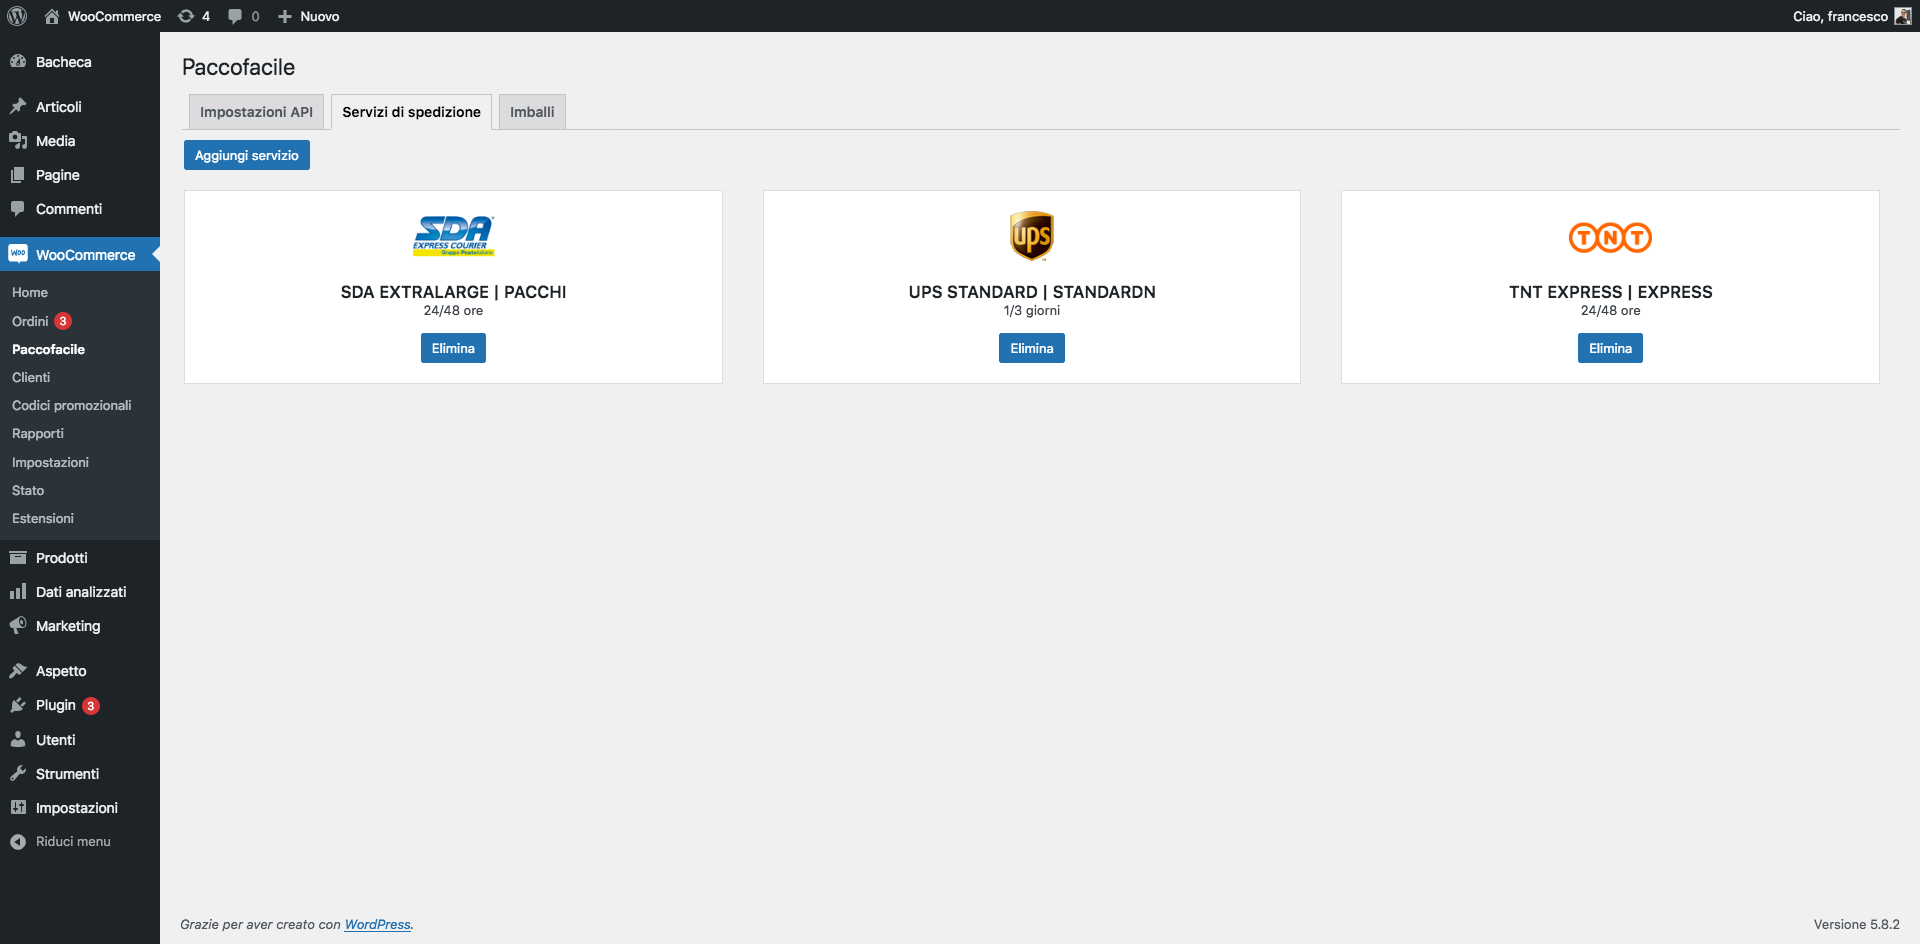 WooCommerce
4
0
Nuovo
Ciao, francesco
Bacheca
Articoli
Media
Pagine
Commenti
WOO
WooCommerce
Home
Ordini 3
Paccofacile
Clienti
Codici promozionali
Rapporti
Impostazioni
Stato
Estensioni
Prodotti
Dati analizzati
Marketing
Aspetto
Plugin 3
Utenti
Strumenti
Impostazioni
Riduci menu
Paccofacile
Impostazioni API
Servizi di spedizione
Imballi
Aggiungi servizio
SDA
EXPRESS COURIER
Gruppo Posteitaliane
SDA EXTRALARGE | PACCHI
24/48 ore
Elimina
ups
UPS STANDARD | STANDARDN
1/3 giorni
Elimina
TNT
TNT EXPRESS | EXPRESS
24/48 ore
Elimina
Grazie per aver creato con WordPress.
Versione 5.8.2